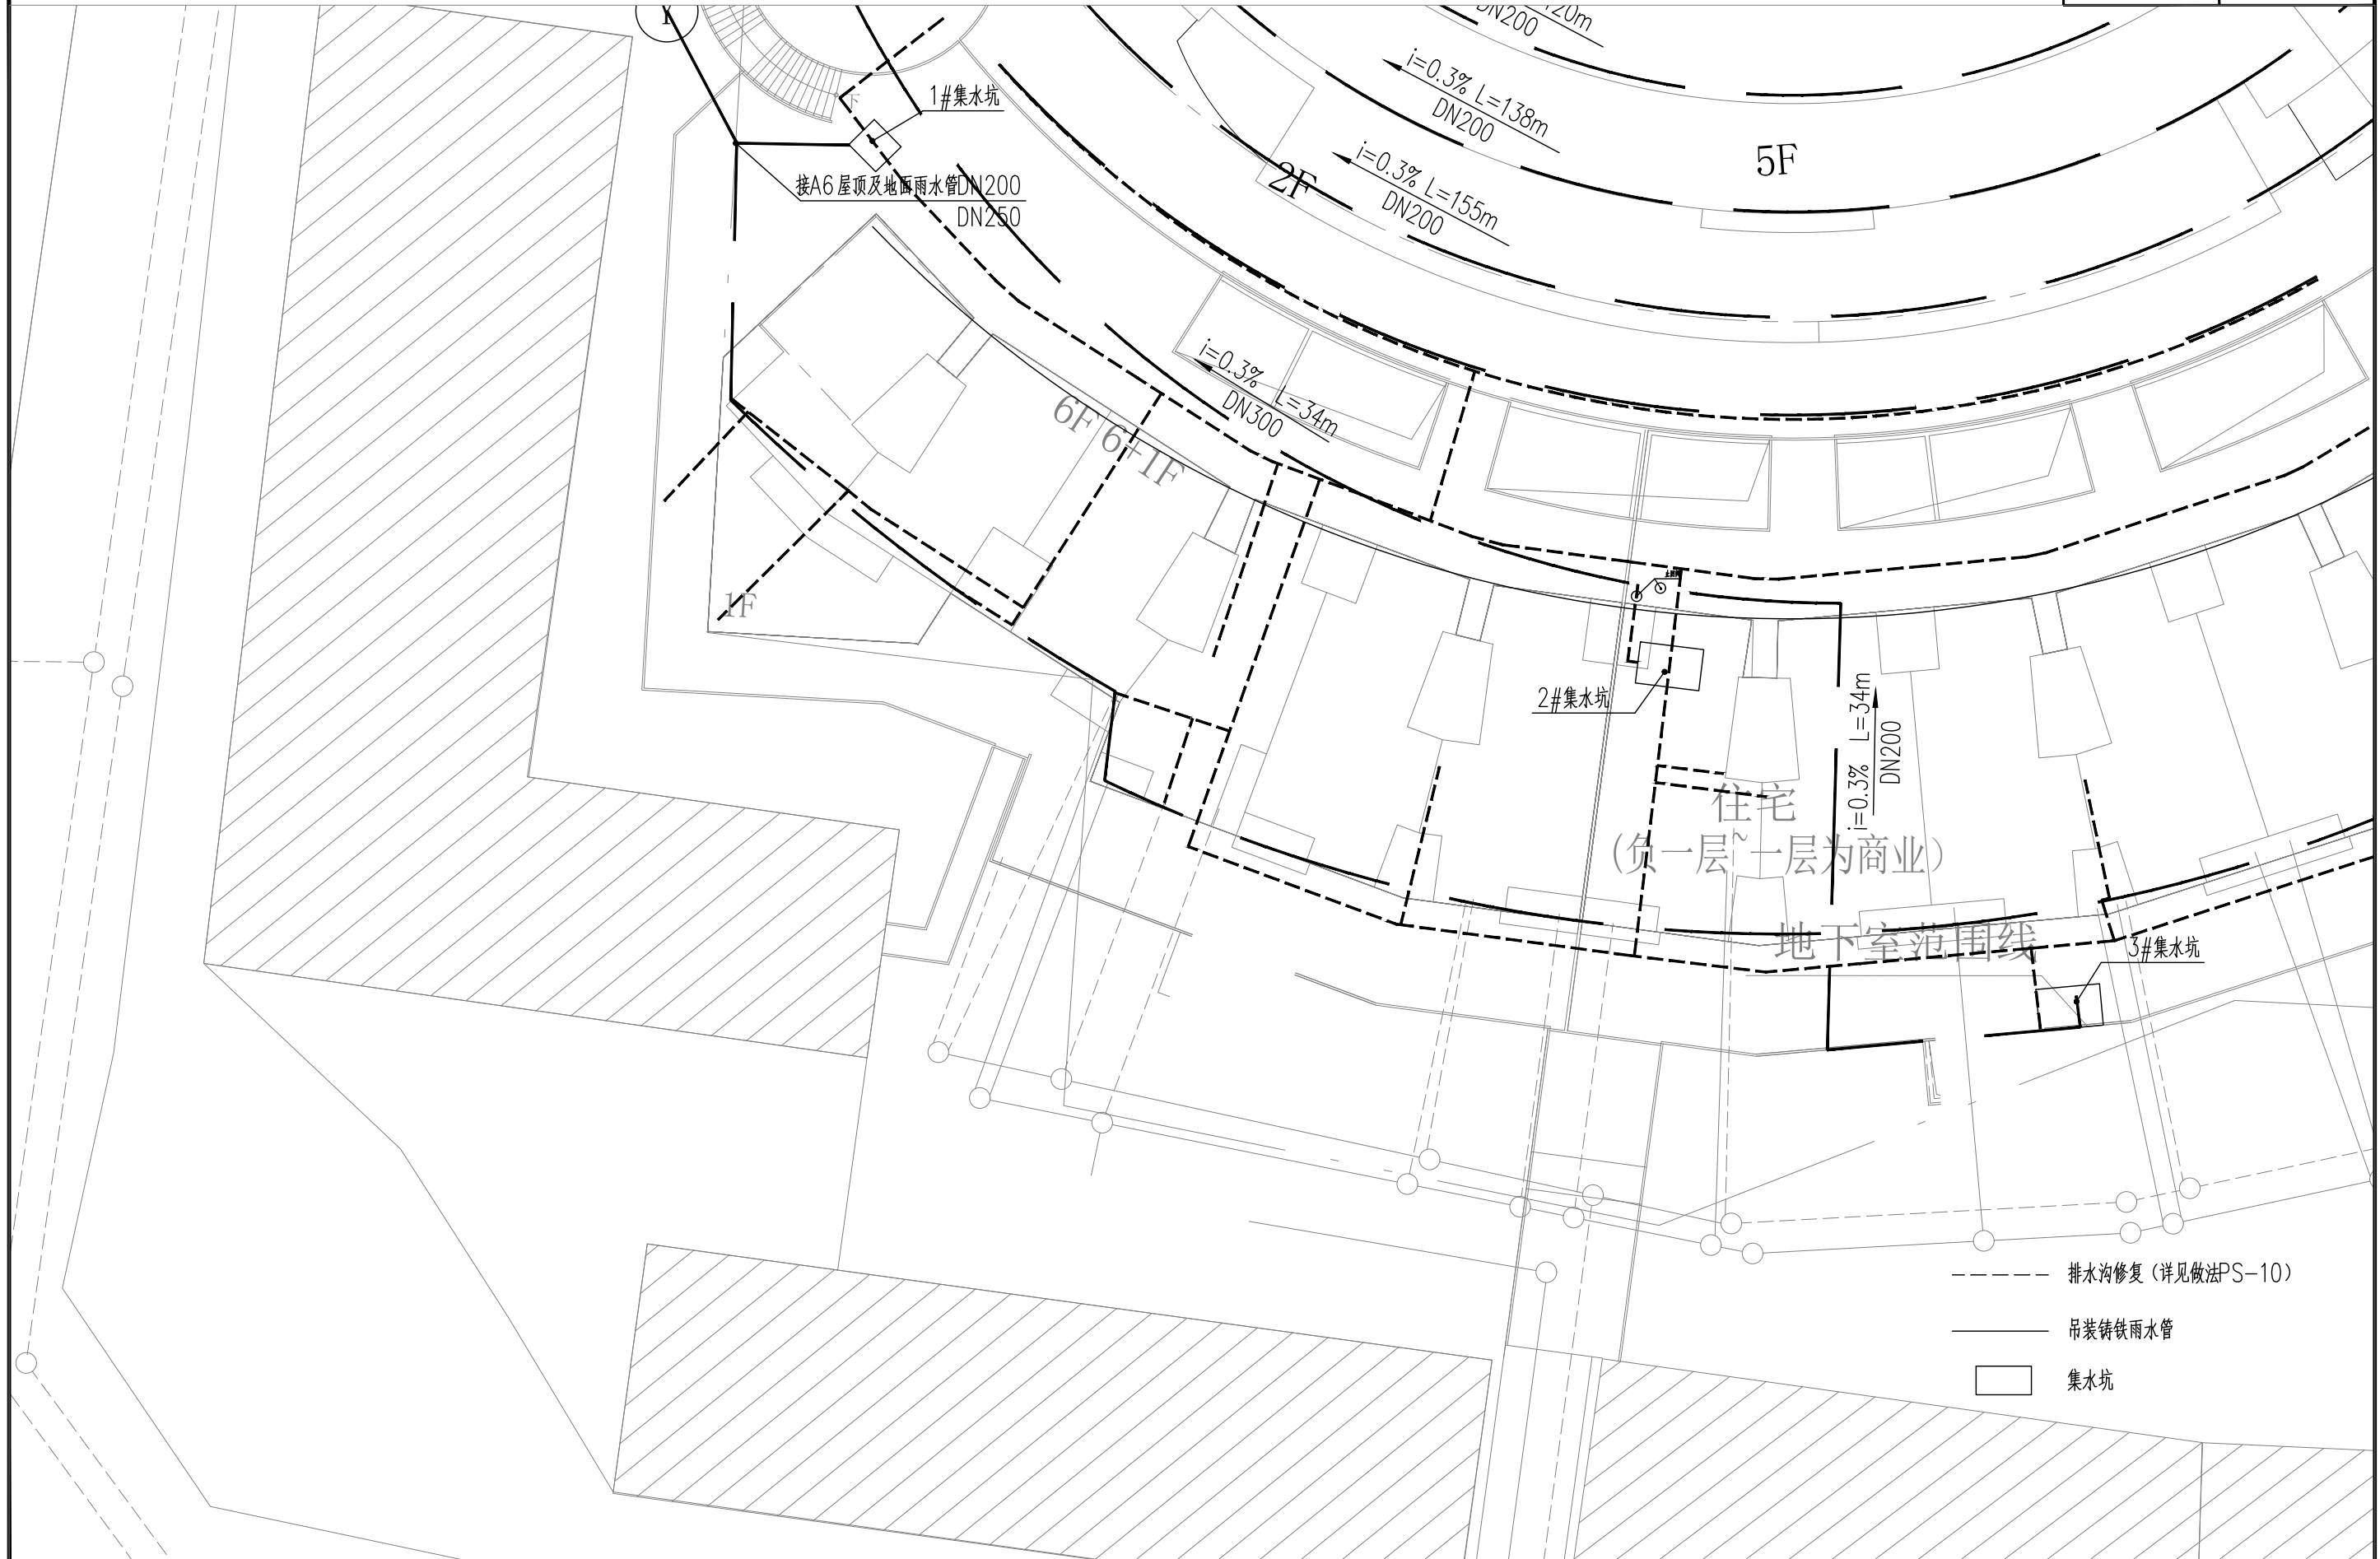 DN200
1#集水坑
接A6屋顶及地面雨水管DN200
DN250
i=0.3% L=138m
DN200
i=0.3% L=155m
DN200
2F
5F
i=0.3% L=34m
DN300
6F 6+1F
1F
2#集水坑
i=0.3% L=34m
DN200
住宅
(负一层~一层为商业)
地下室范围线
3#集水坑
排水沟修复(详见做法PS-10)
吊装铸铁雨水管
集水坑